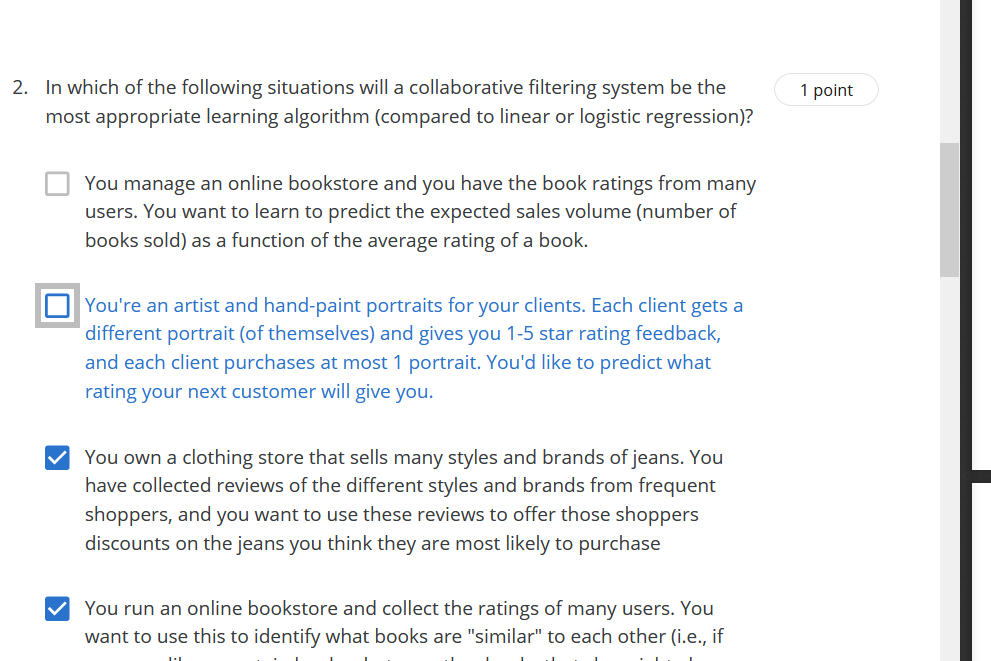 2. In which of the following situations will a collaborative filtering system be the
most appropriate learning algorithm (compared to linear or logistic regression)?
1 point
You manage an online bookstore and you have the book ratings from many
users. You want to learn to predict the expected sales volume (number of
books sold) as a function of the average rating of a book.
You're an artist and hand-paint portraits for your clients. Each client gets a
different portrait (of themselves) and gives you 1-5 star rating feedback,
and each client purchases at most 1 portrait. You'd like to predict what
rating your next customer will give you.
You own a clothing store that sells many styles and brands of jeans. You
have collected reviews of the different styles and brands from frequent
shoppers, and you want to use these reviews to offer those shoppers
discounts on the jeans you think they are most likely to purchase
You run an online bookstore and collect the ratings of many users. You
want to use this to identify what books are "similar" to each other (i.e., if